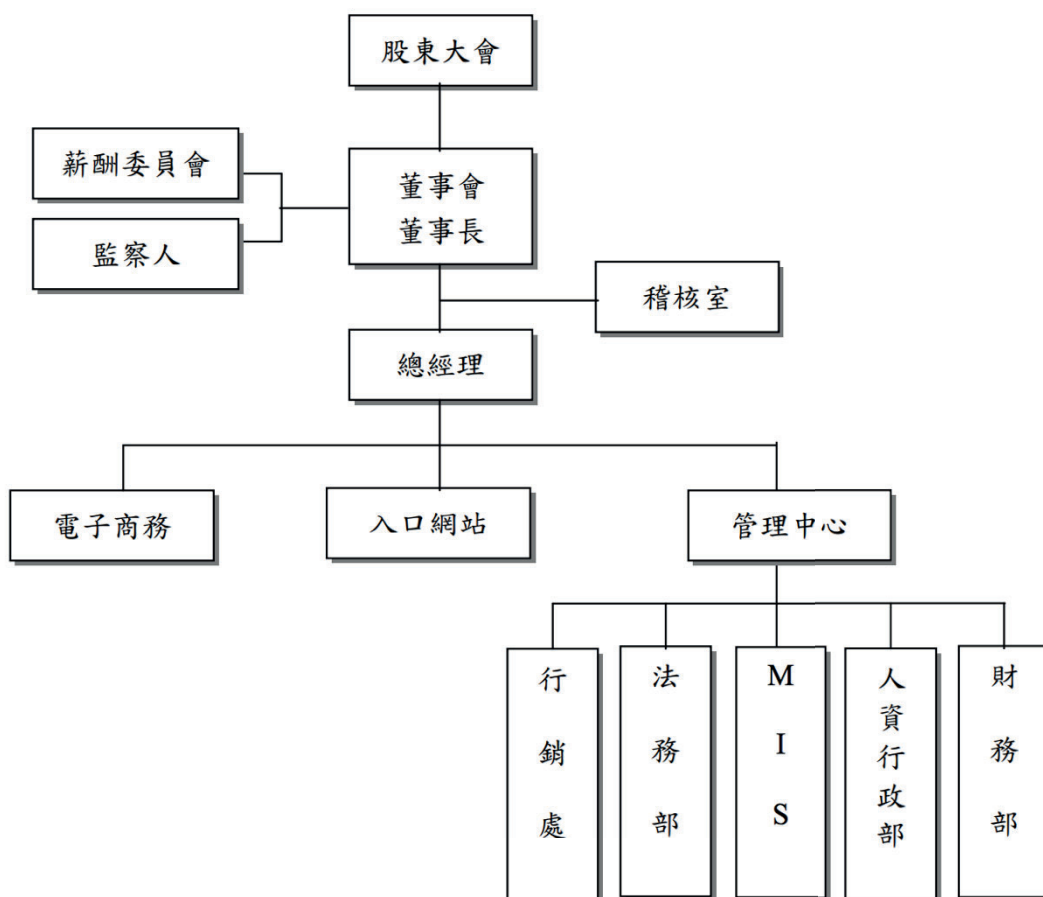 股東大會
薪酬委員會
董事會
董事長
監察人
稽核室
總經理
電子商務
入口網站
管理中心
行銷處
法務部
MIS
人資行政部
財務部